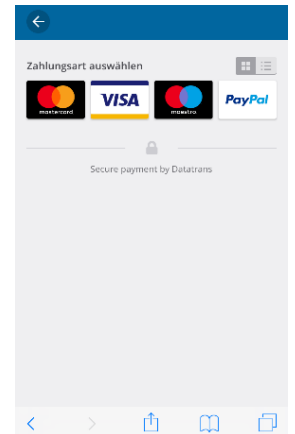 Zahlungsart auswählen
mastercard VISA maestro PayPal
Secure payment by Datatrans